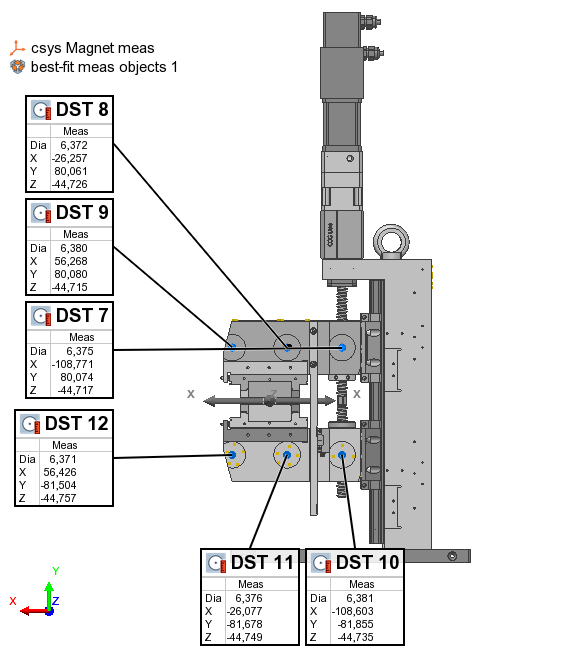 csys Magnet meas
best-fit meas objects 1
DST 8
Meas
Dia 6,372
X -26,257
Y 80,061
Z -44,726
DST 9
Meas
Dia 6,380
X 56,268
Y 80,080
Z -44,715
DST 7
Meas
Dia 6,375
X -108,771
Y 80,074
Z -44,717
DST 12
Meas
Dia 6,371
X 56,426
Y -81,504
Z -44,757
DST 11
Meas
Dia 6,376
X -26,077
Y -81,678
Z -44,749
DST 10
Meas
Dia 6,381
X -108,603
Y -81,855
Z -44,735
X Z X
Y
X Z